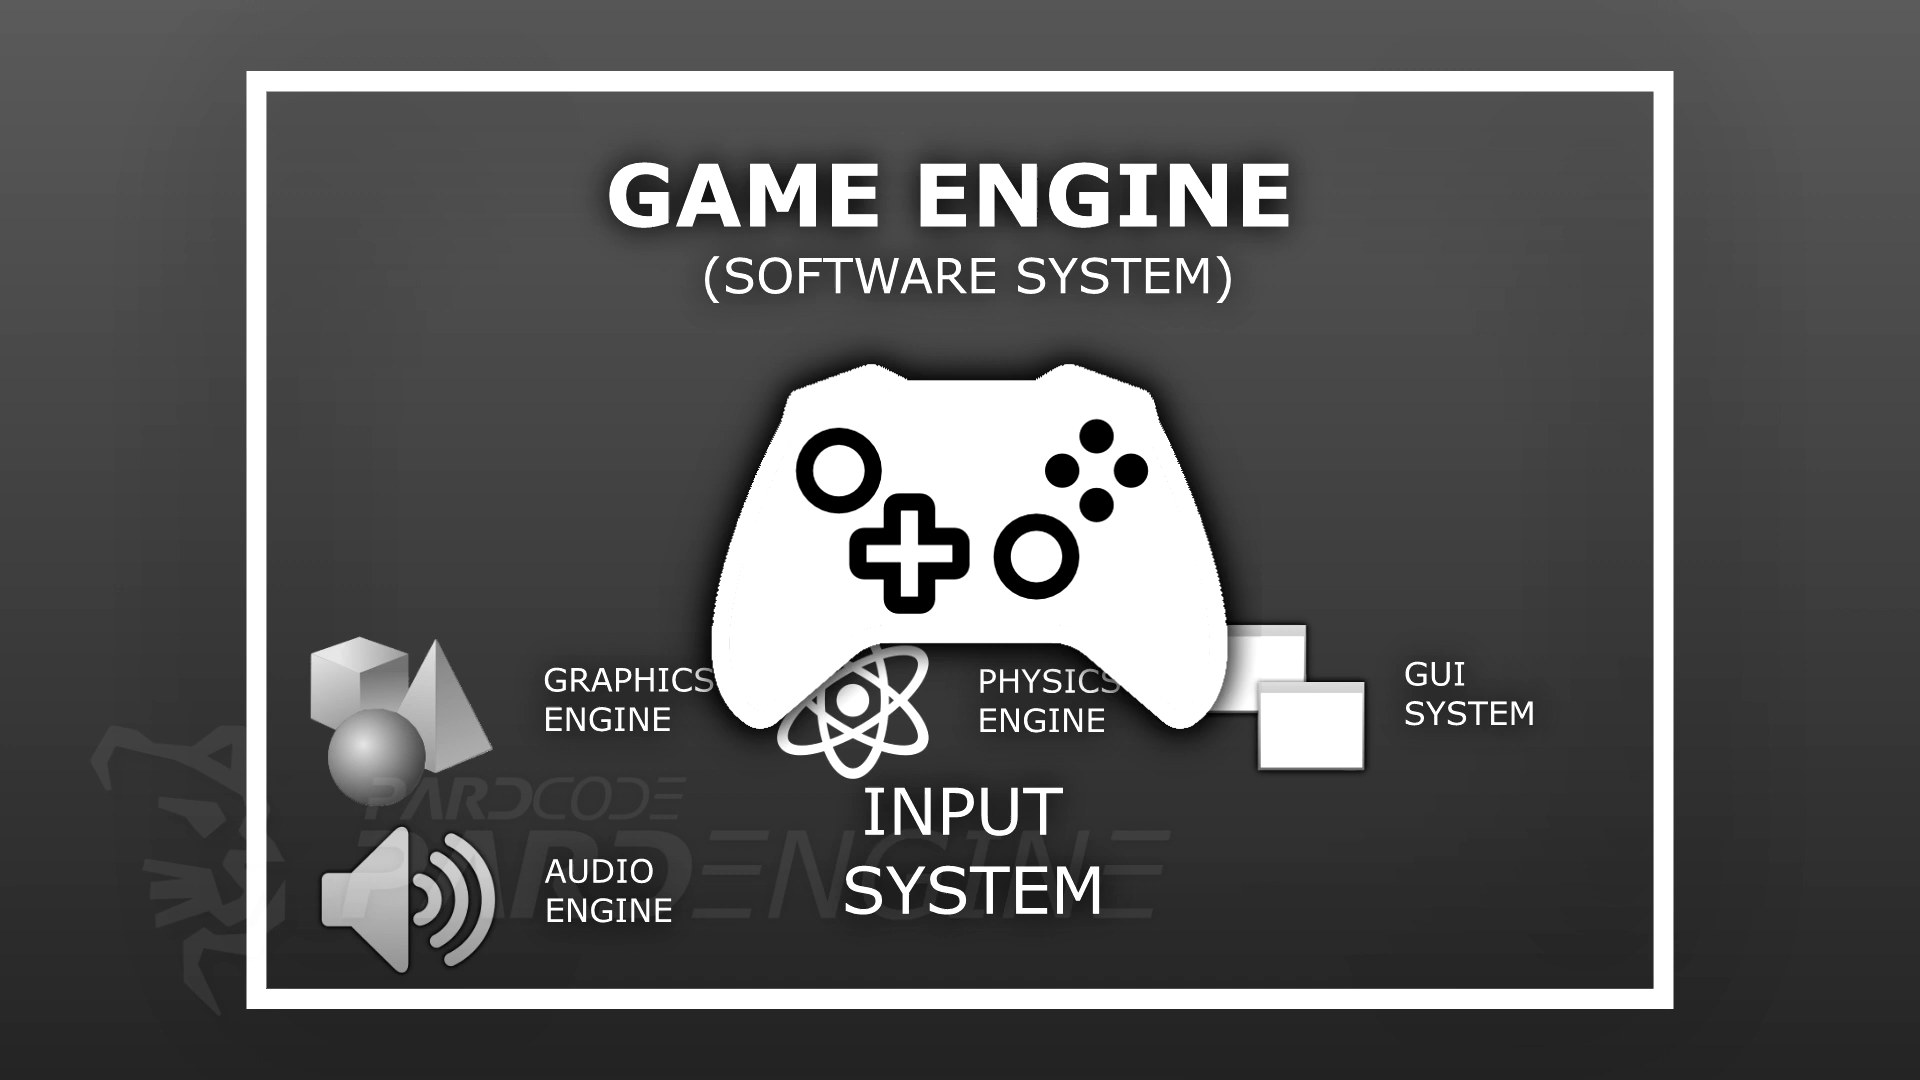 GAME ENGINE
(SOFTWARE SYSTEM)
GRAPHICS
ENGINE
PHYSICS
ENGINE
GUI
SYSTEM
PARDCODE
PARDENGINE
INPUT
SYSTEM
AUDIO
ENGINE